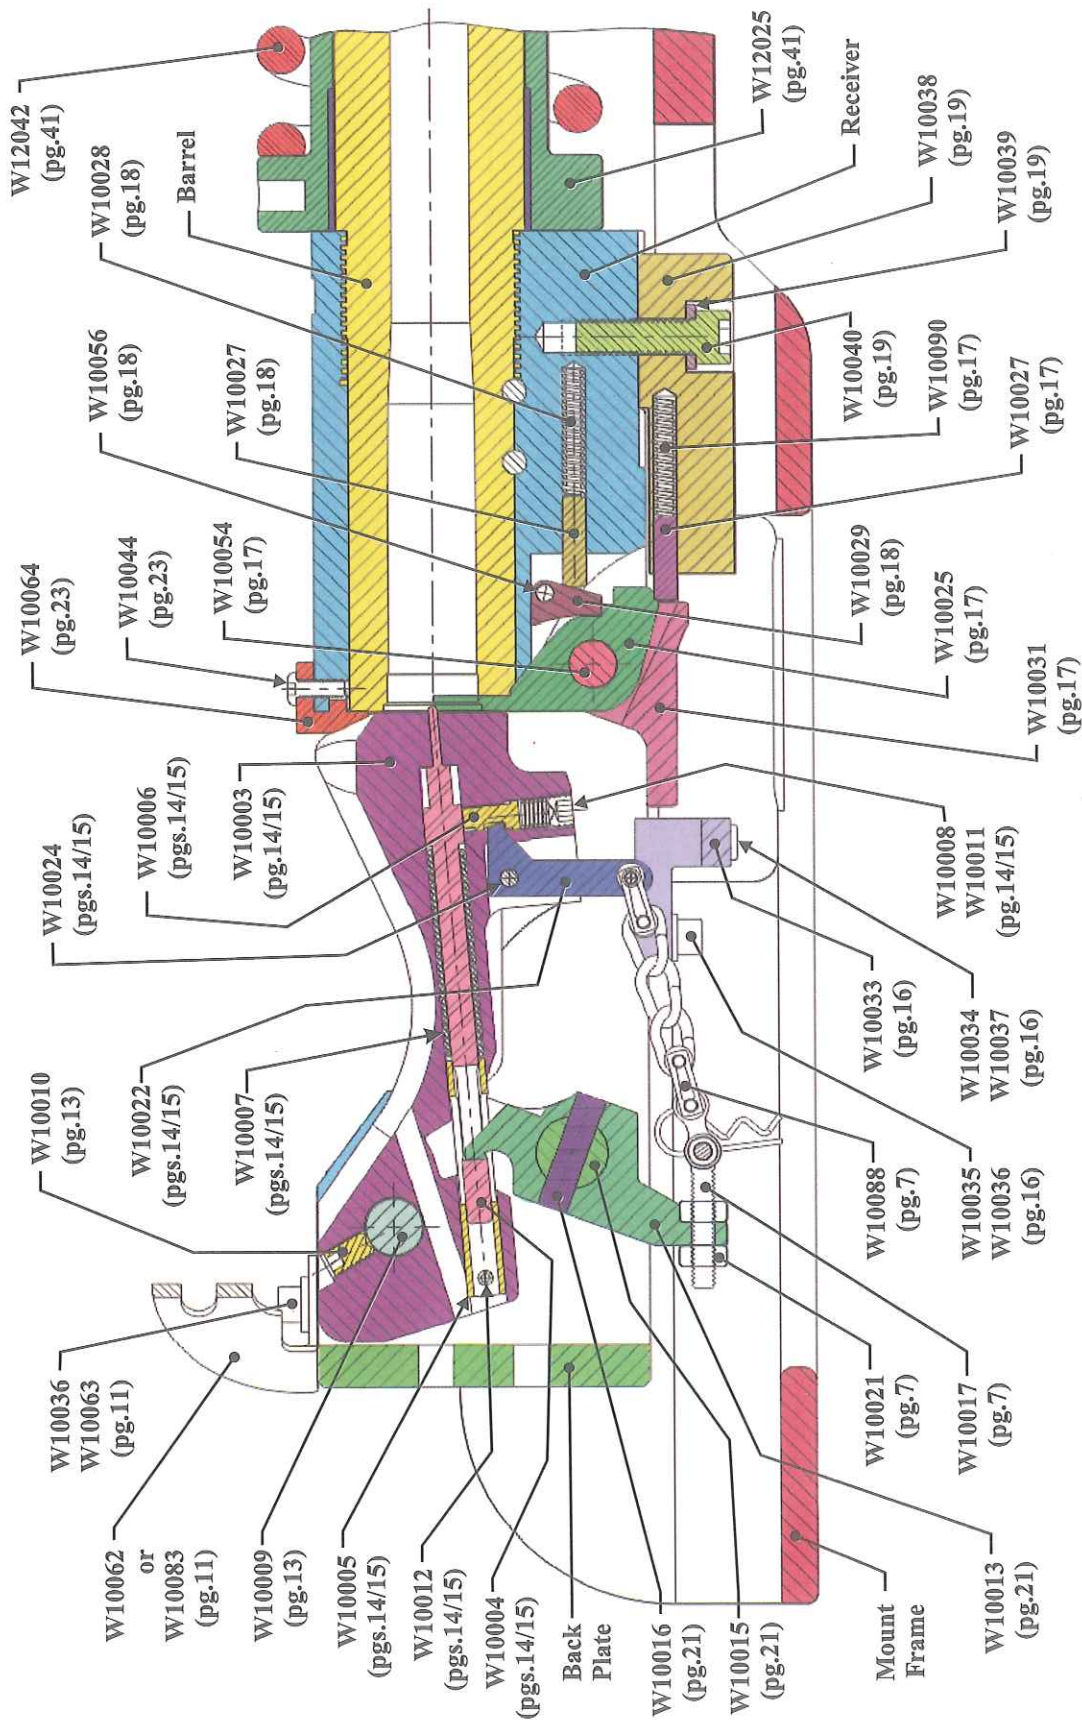 W12042
(pg.41)
W10028
(pg.18)
Barrel
W10056
(pg.18)
W10027
(pg.18)
W10064
(pg.23)
W10044
(pg.23)
W10054
(pg.17)
W10024
(pgs.14/15)
W10006
(pgs.14/15)
W10003
(pg.14/15)
W10010
(pg.13)
W10022
(pgs.14/15)
W10007
(pgs.14/15)
W10036
W10063
(pg.11)
W10062
or
W10083
(pg.11)
W10009
(pg.13)
W10005
(pgs.14/15)
W10012
(pgs.14/15)
W10004
(pgs.14/15)
Back
Plate
W10016
(pg.21)
W10015
(pg.21)
Mount
Frame
W10013
(pg.21)
W10017
(pg.7)
W10021
(pg.7)
W10088
(pg.7)
W10035
W10036
(pg.16)
W10033
(pg.16)
W10034
W10037
(pg.16)
W10008
W10011
(pg.14/15)
W10031
(pg.17)
W10025
(pg.17)
W10029
(pg.18)
W10027
(pg.17)
W10090
(pg.17)
W10040
(pg.19)
W10039
(pg.19)
W10038
(pg.19)
Receiver
W12025
(pg.41)